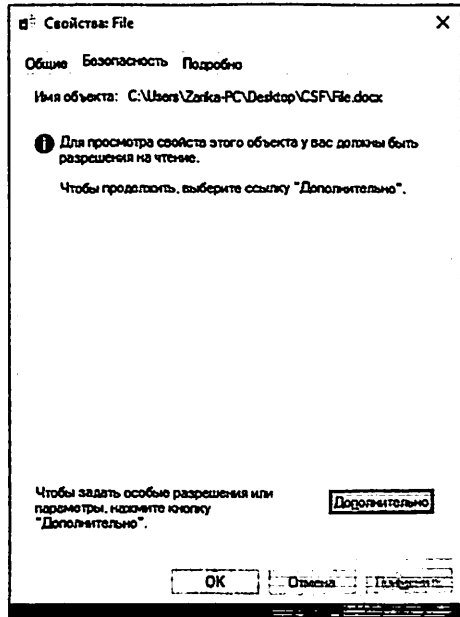 Свойства: File
Общие Безопасность Подробно
Имя объекта: C:\Users\Zarika-PC\Desktop\CSF\File.docx
Для просмотра свойств этого объекта у вас должны быть
разрешения на чтение.
Чтобы продолжить, выберите ссылку "Дополнительно".
Чтобы задать особые разрешения или
параметры, нажмите кнопку
"Дополнительно".
Дополнительно
OK Отмена